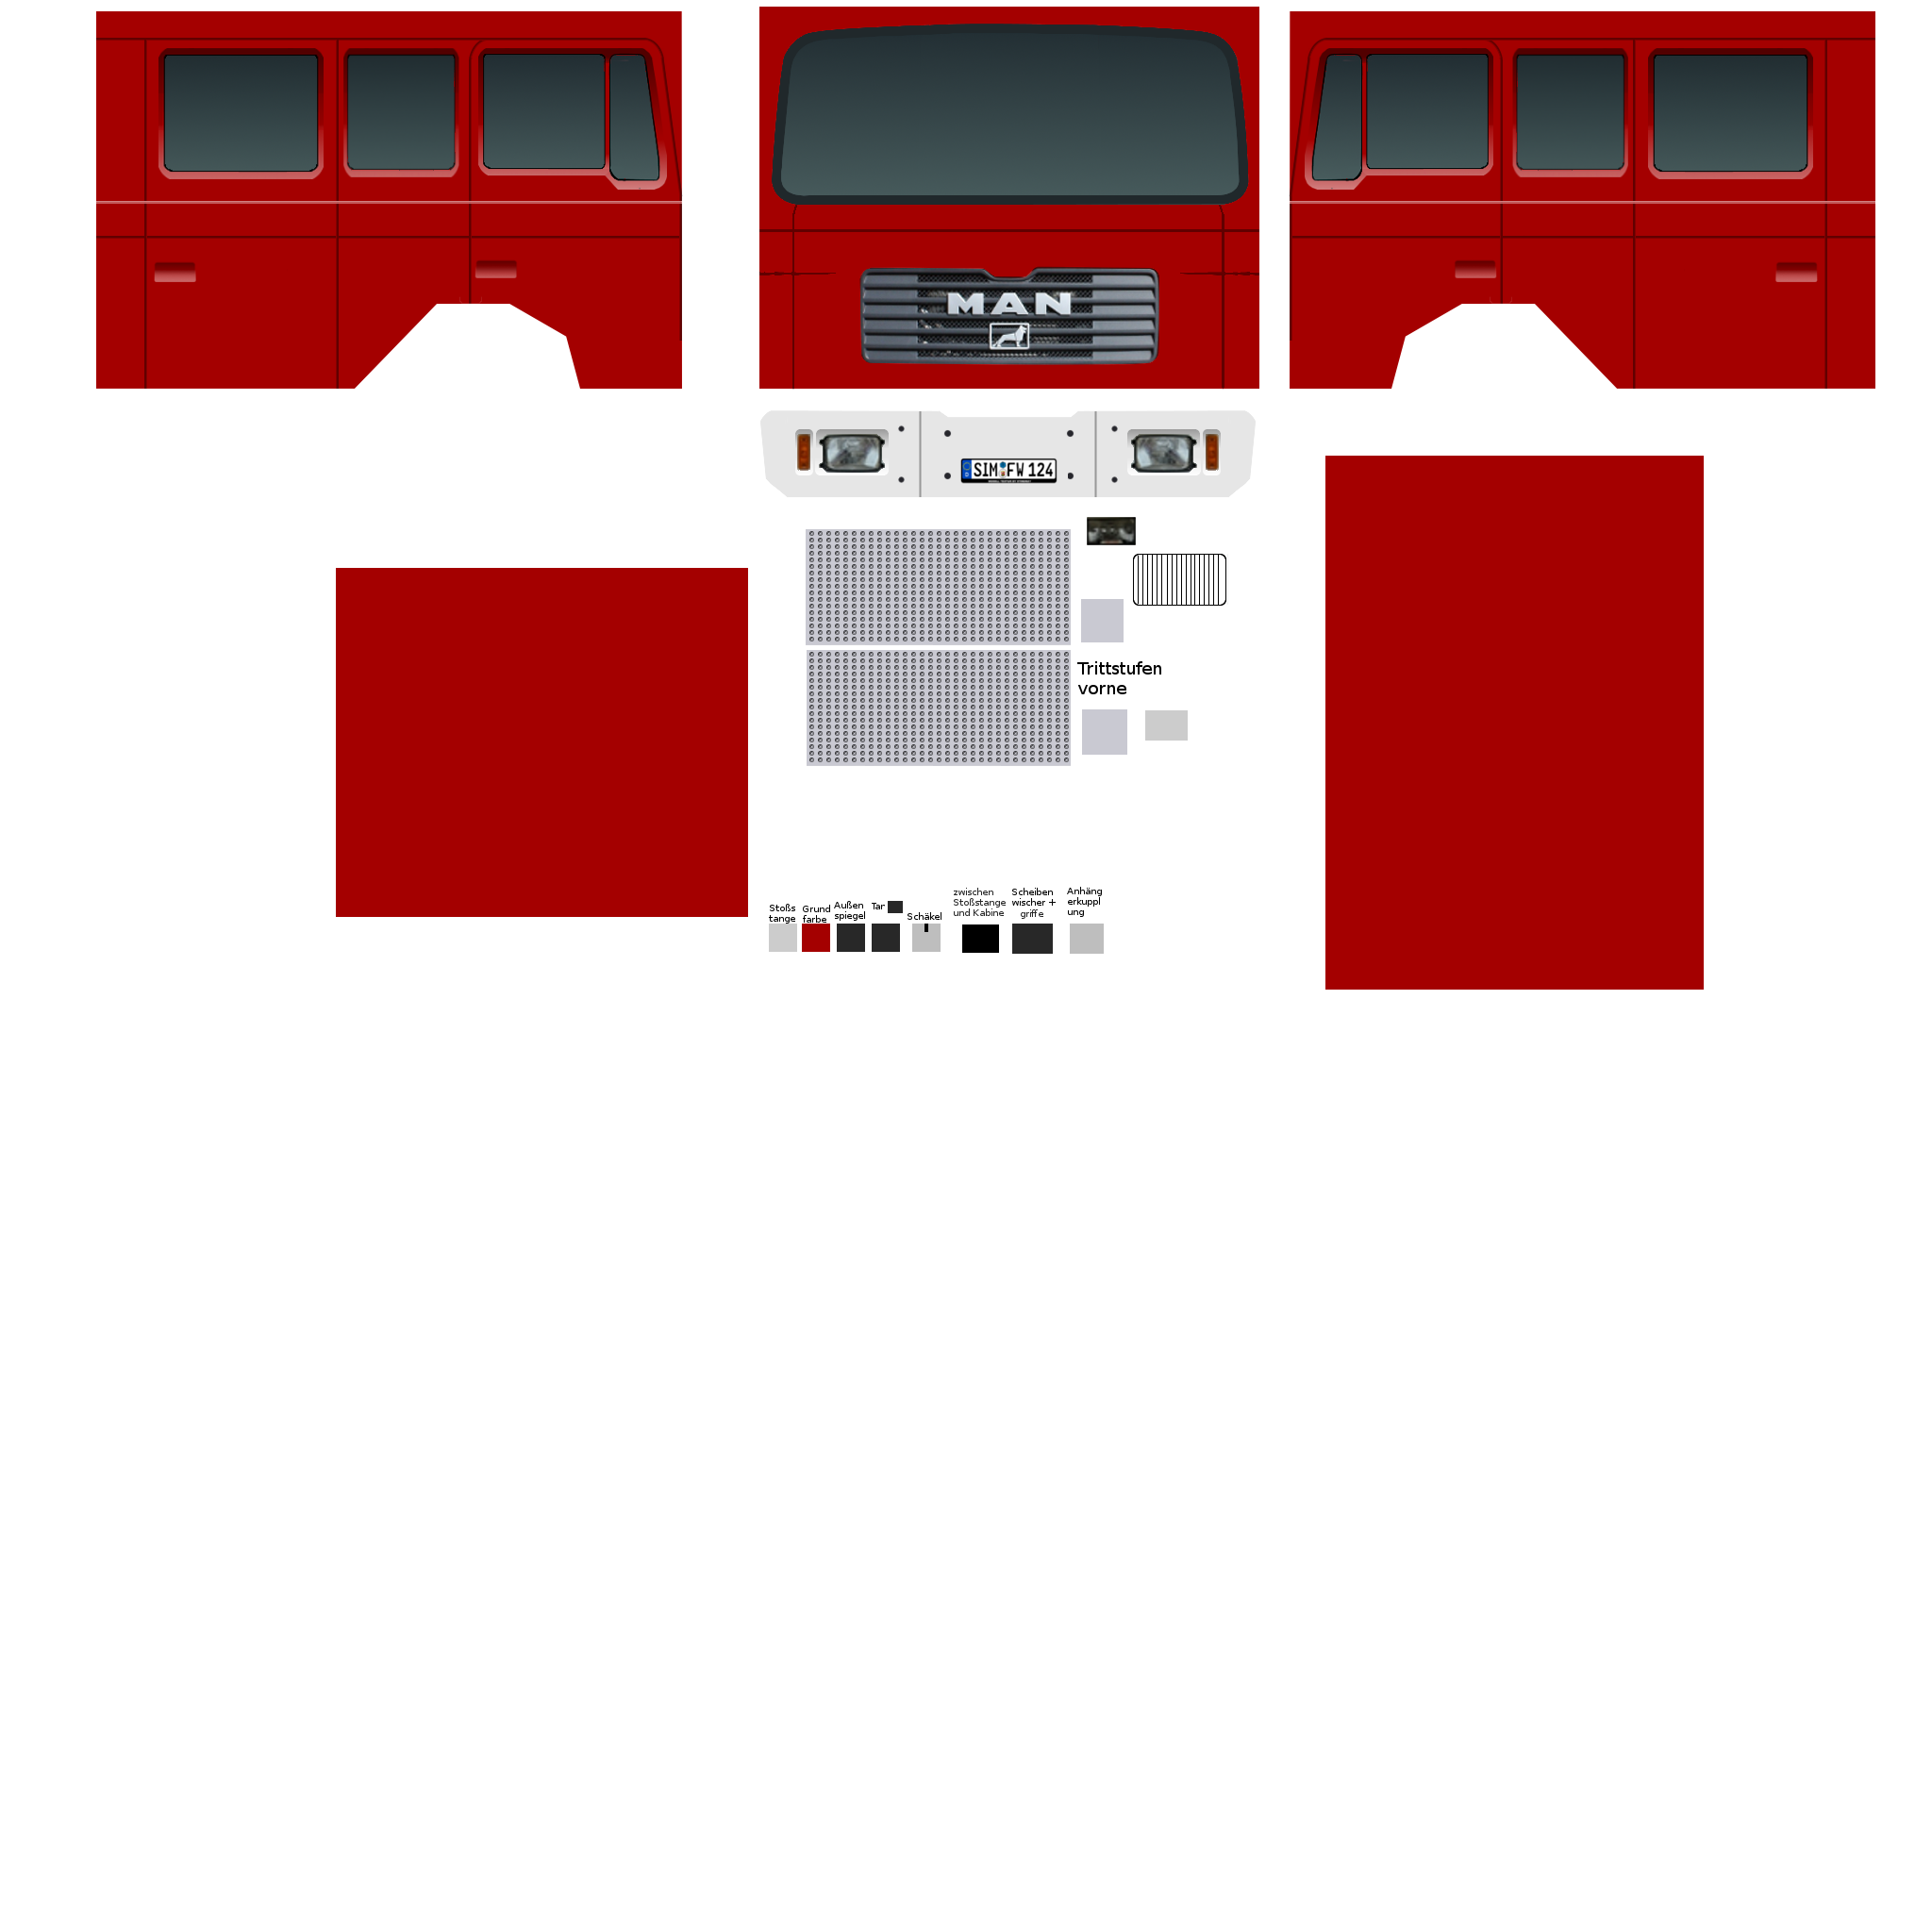 MAN
SIM FW 124
Trittstufen
vorne
Stoßs
tange
Grund
farbe
Außen
spiegel
Tar
Schäkel
zwischen
Stoßstange
und Kabine
Scheiben
wischer +
griffe
Anhäng
erkuppl
ung